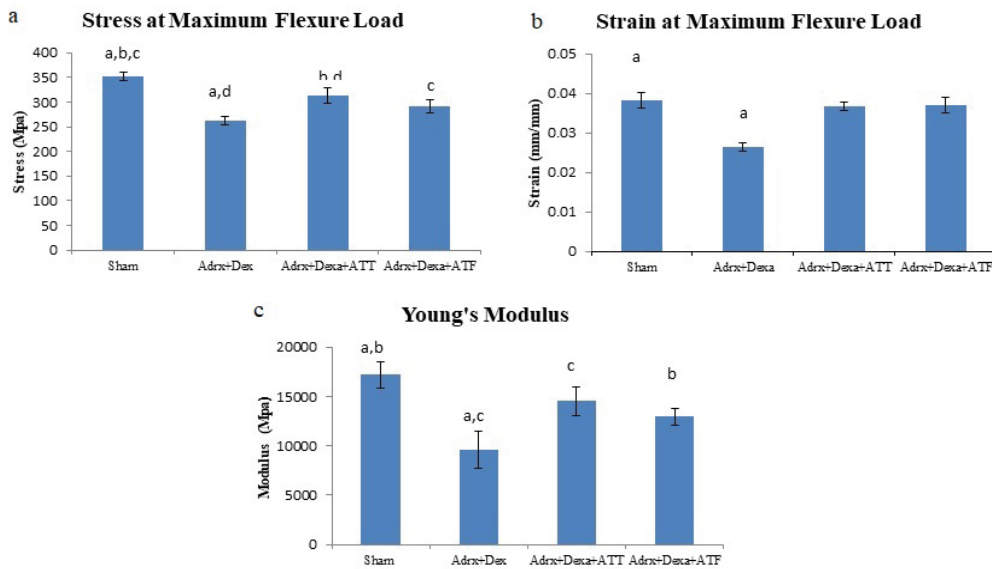 a
Stress at Maximum Flexure Load
Stress (Mpa)
400
350
300
250
200
150
100
50
0
a,b,c
a,d
b,d
c
Sham
Adrx+Dex
Adrx+Dexa+ATT
Adrx+Dexa+ATF
b
Strain at Maximum Flexure Load
Strain (mm/mm)
0.05
0.04
0.03
0.02
0.01
0
a
a
Sham
Adrx+Dexa
Adrx+Dexa+ATT
Adrx+Dexa+ATF
c
Young's Modulus
Modulus (Mpa)
20000
15000
10000
5000
0
a,b
a,c
c
b
Sham
Adrx+Dex
Adrx+Dexa+ATT
Adrx+Dexa+ATF